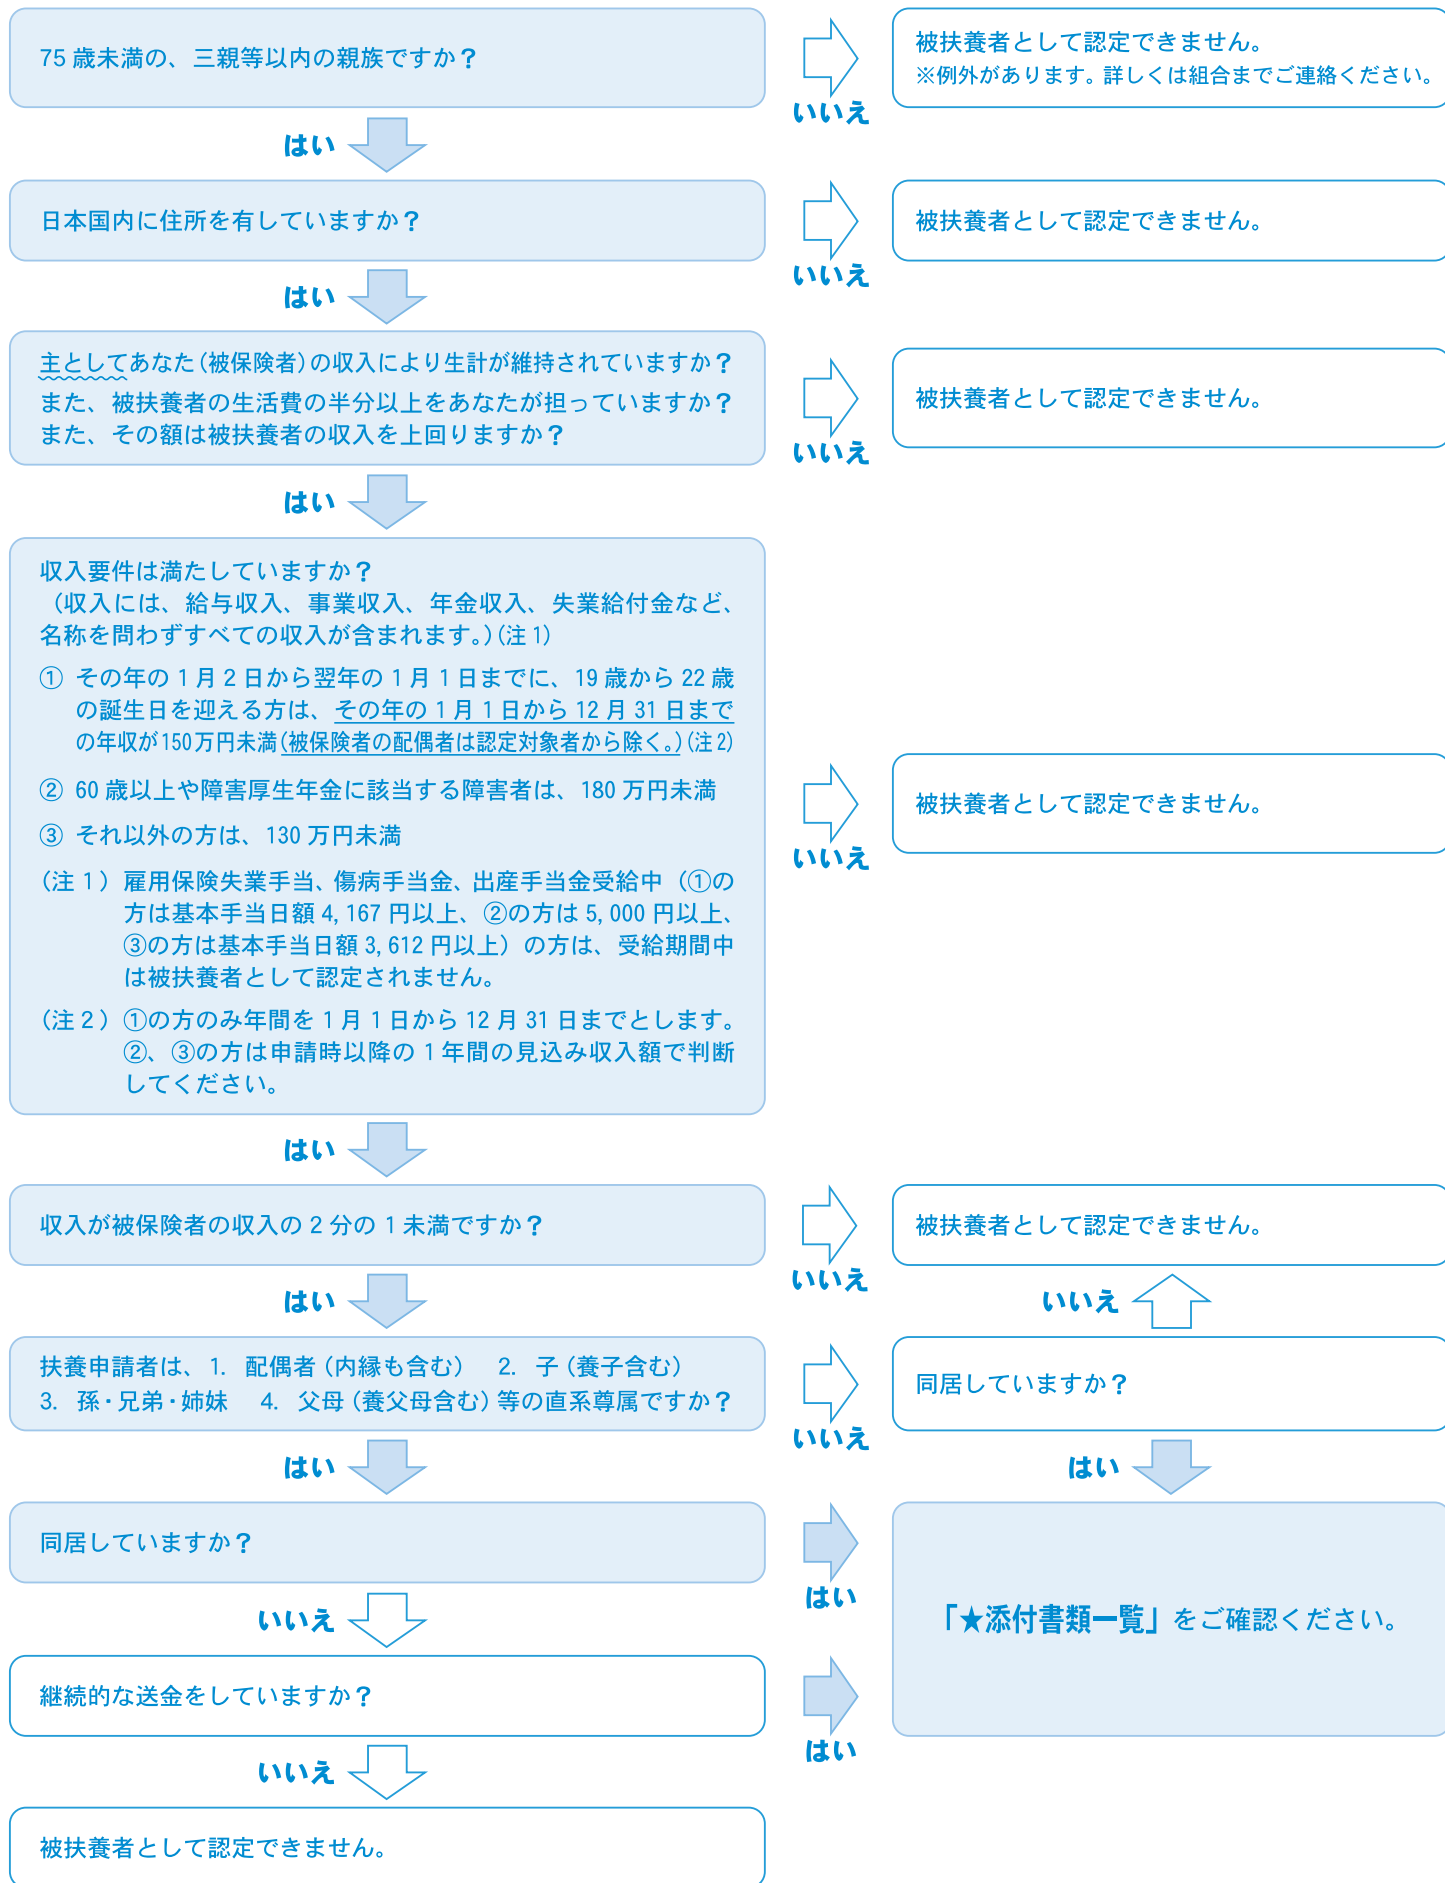 75歳未満の、三親等以内の親族ですか？
いいえ
被扶養者として認定できません。
※例外があります。詳しくは組合までご連絡ください。
はい
日本国内に住所を有していますか？
いいえ
被扶養者として認定できません。
はい
主としてあなた（被保険者）の収入により生計が維持されていますか？
また、被扶養者の生活費の半分以上をあなたが担っていますか？
また、その額は被扶養者の収入を上回りますか？
いいえ
被扶養者として認定できません。
はい
収入要件は満たしていますか？
（収入には、給与収入、事業収入、年金収入、失業給付金など、
名称を問わずすべての収入が含まれます。）(注1)
① その年の1月2日から翌年の1月1日までに、19歳から22歳
の誕生日を迎える方は、その年の1月1日から12月31日まで
の年収が150万円未満(被保険者の配偶者は認定対象者から除く。)(注2)
② 60歳以上や障害厚生年金に該当する障害者は、180万円未満
③ それ以外の方は、130万円未満
（注1）雇用保険失業手当、傷病手当金、出産手当金受給中（①の
方は基本手当日額4,167円以上、②の方は5,000円以上、
③の方は基本手当日額3,612円以上）の方は、受給期間中
は被扶養者として認定されません。
（注2）①の方のみ年間を1月1日から12月31日までとします。
②、③の方は申請時以降の1年間の見込み収入額で判断
してください。
いいえ
被扶養者として認定できません。
はい
収入が被保険者の収入の2分の1未満ですか？
いいえ
被扶養者として認定できません。
はい
いいえ
扶養申請者は、1. 配偶者（内縁も含む） 2. 子（養子含む）
3. 孫・兄弟・姉妹 4. 父母（養父母含む）等の直系尊属ですか？
いいえ
同居していますか？
はい
はい
同居していますか？
はい
「★添付書類一覧」をご確認ください。
いいえ
継続的な送金をしていますか？
はい
いいえ
被扶養者として認定できません。